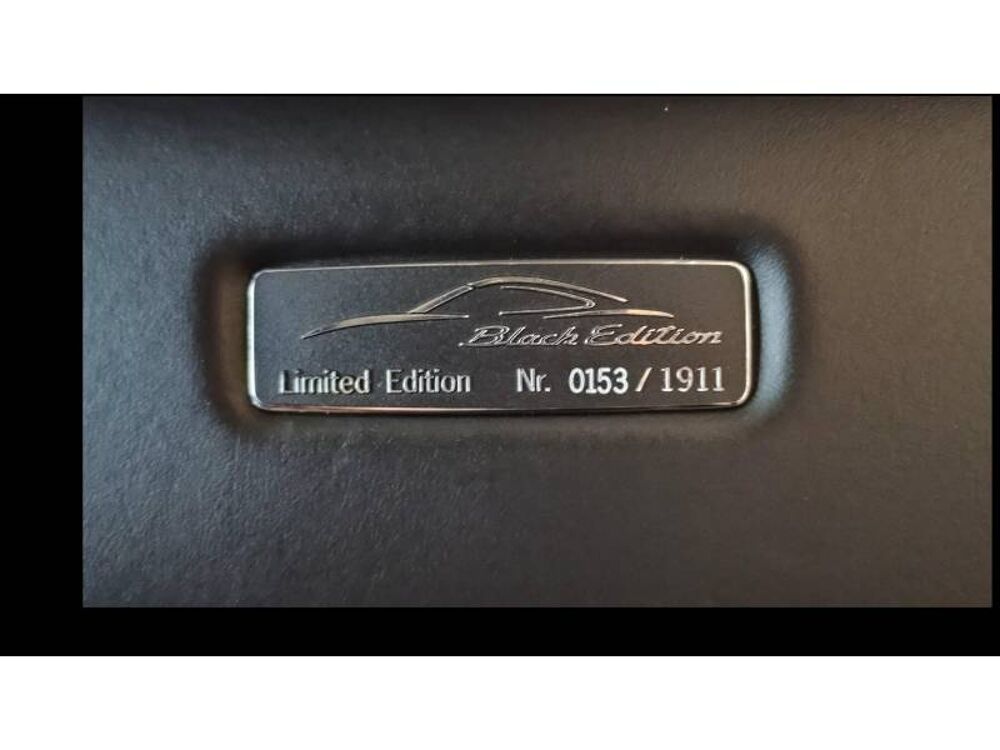 Black Edition
Limited Edition Nr. 0153 / 1911